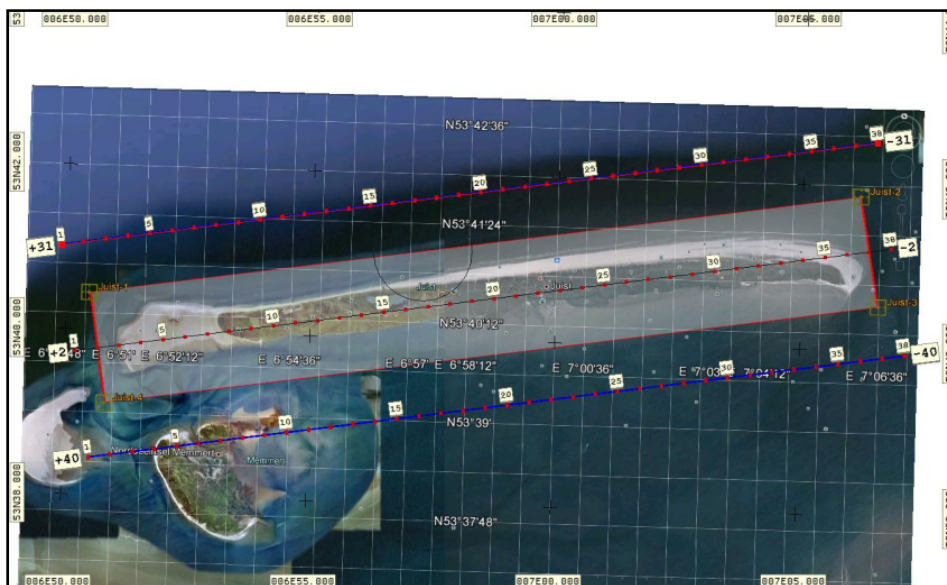 006E50.000 006E55.000 007E00.000 007E05.000
N53°42'36"
53N42.000
1 5 10 15 20 25 30 35 38
+31 -31
N53°41'24"
Juist-1 Juist-2
Juist Juist
53N40.000
1 5 10 15 20 25 30 35 38
+2 -2
Juist-3
N53°40'12"
E 6°51' E 6°52'12" E 6°54'36" E 6°57' E 6°58'12" E 7°00'36" E 7°04'12" E 7°06'36"
Juist-4
N53°39'
1 5 10 15 20 25 30 35 38
+40 -40
Memmert
Memmert
53N38.000
N53°37'48"
006E50.000 006E55.000 007E00.000 007E05.000